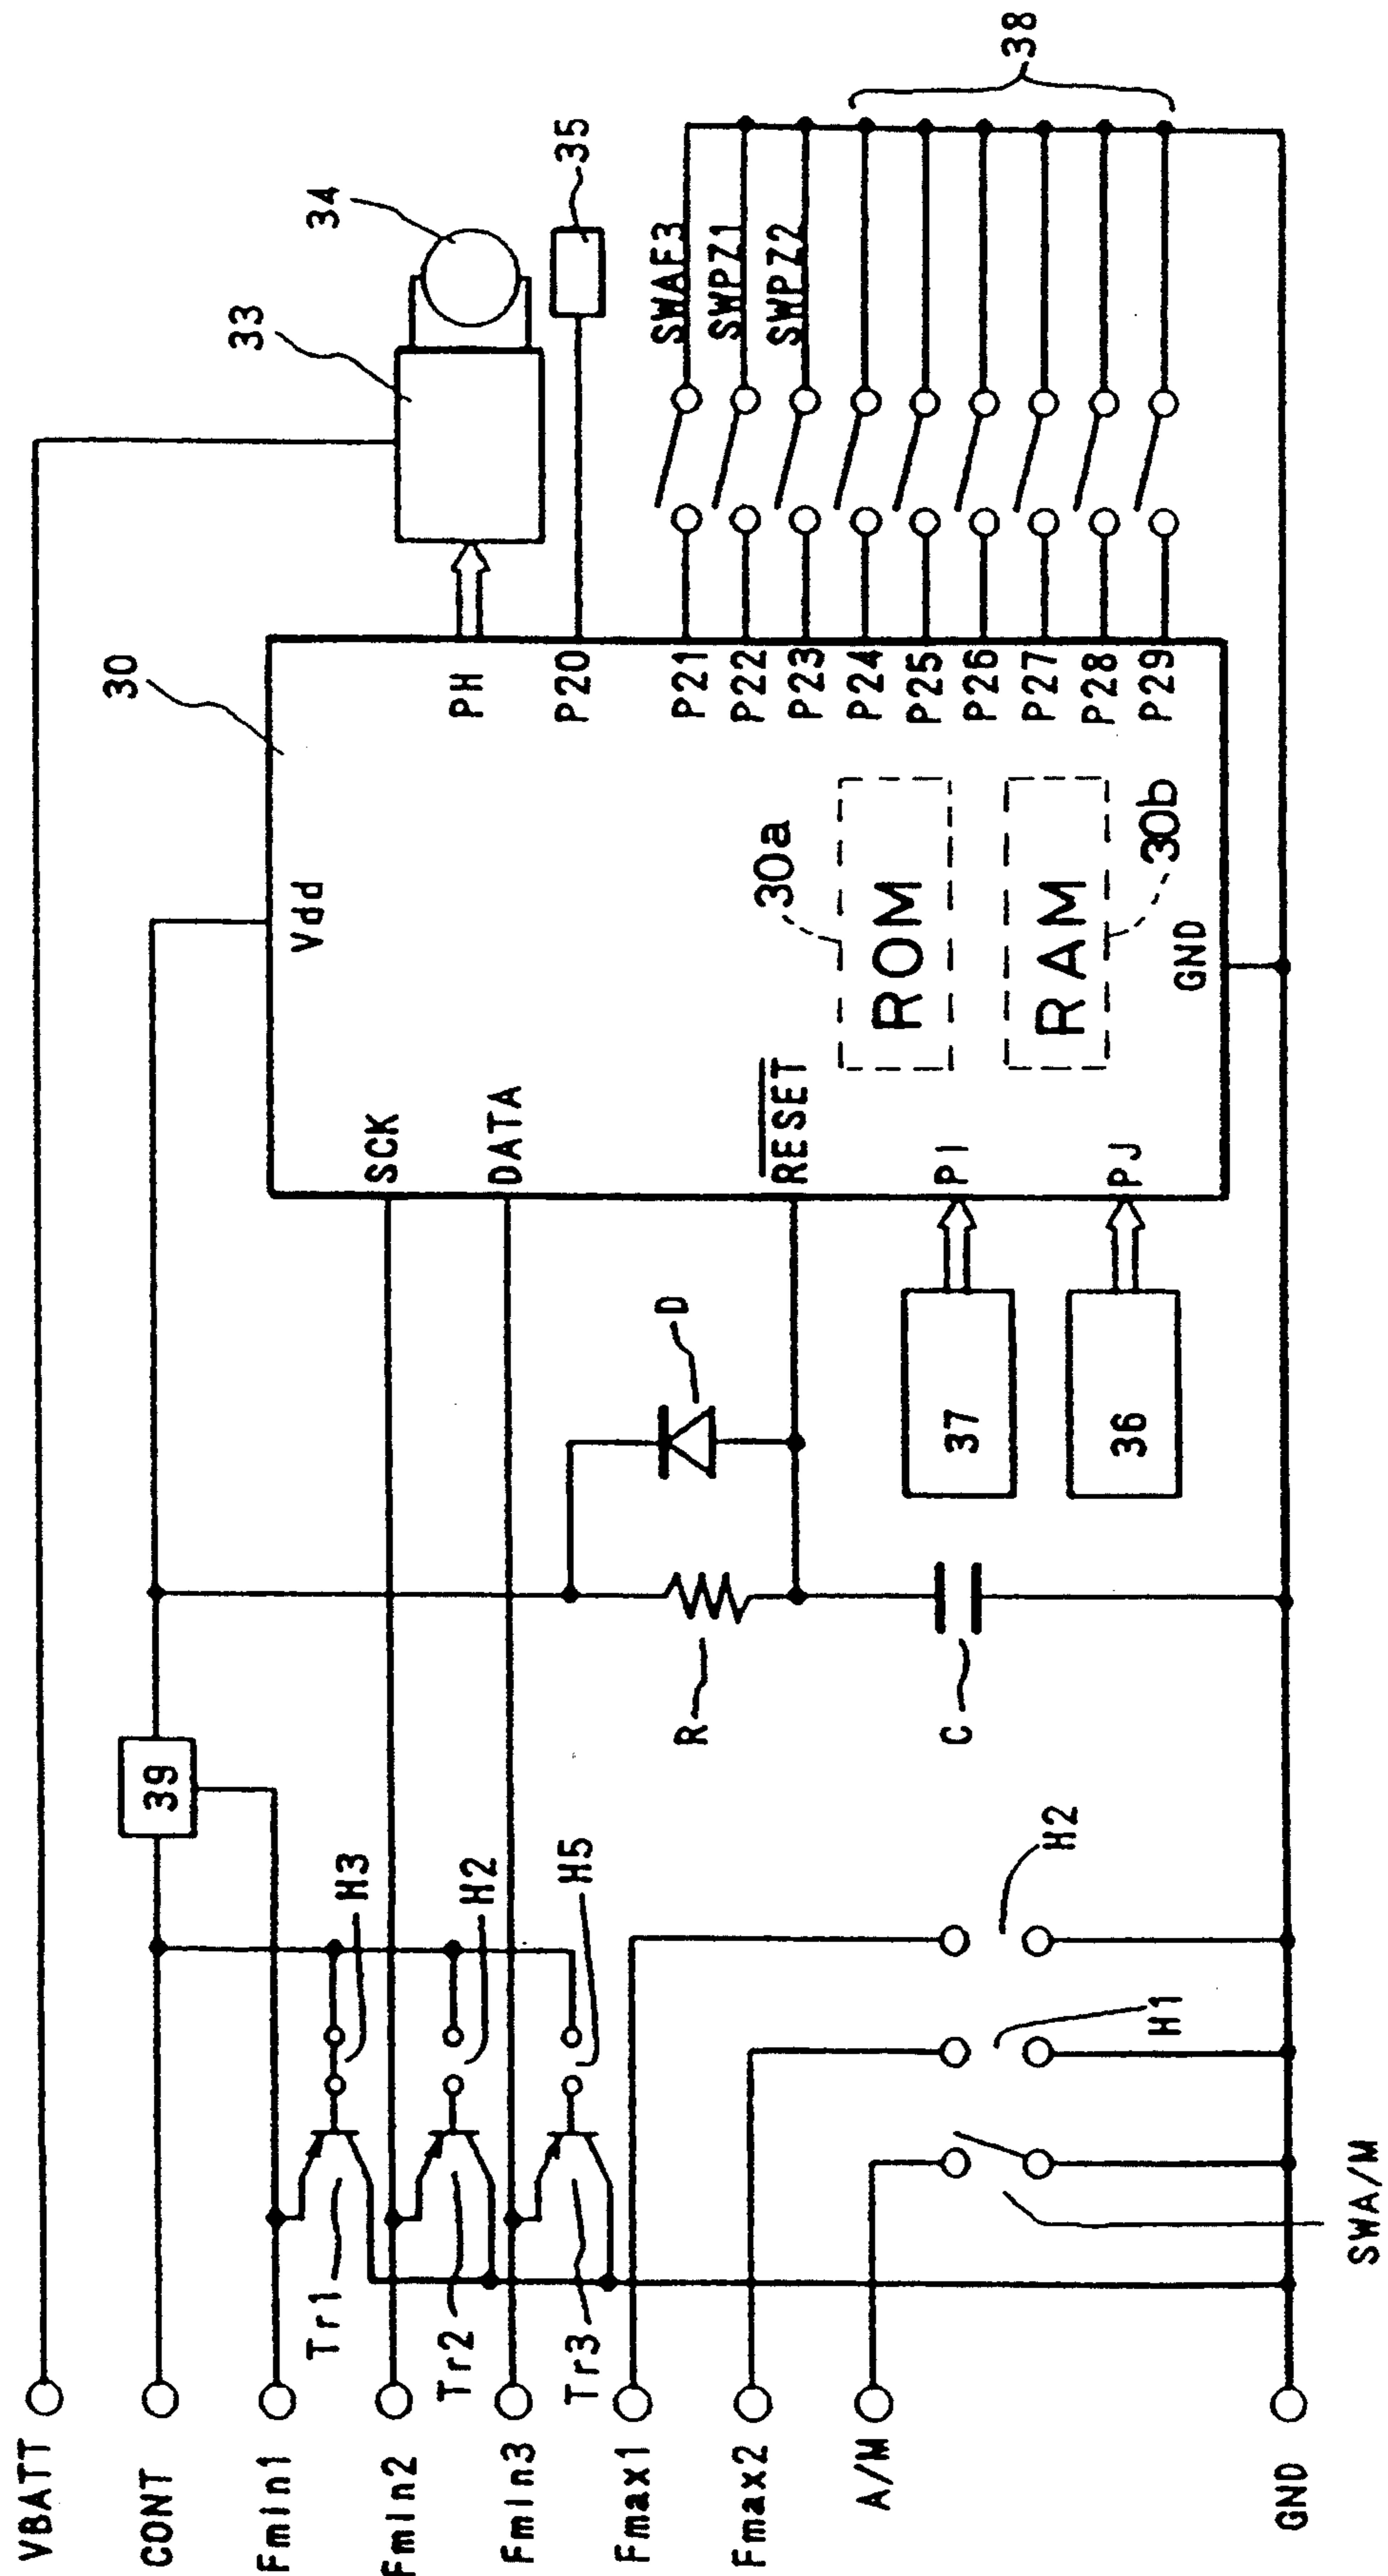 VBATT
CONT
Fmin1
Fmin2
Fmin3
Fmax1
Fmax2
A/M
GND
Tr1
Tr2
Tr3
H3
H2
H5
39
H2
H1
SWA/M
R
C
D
37
36
30
Vdd
SCK
DATA
RESET
PI
PJ
GND
30a
ROM
RAM
30b
PH
P20
P21
P22
P23
P24
P25
P26
P27
P28
P29
33
34
35
SWAF3
SWPZ1
SWPZ2
38